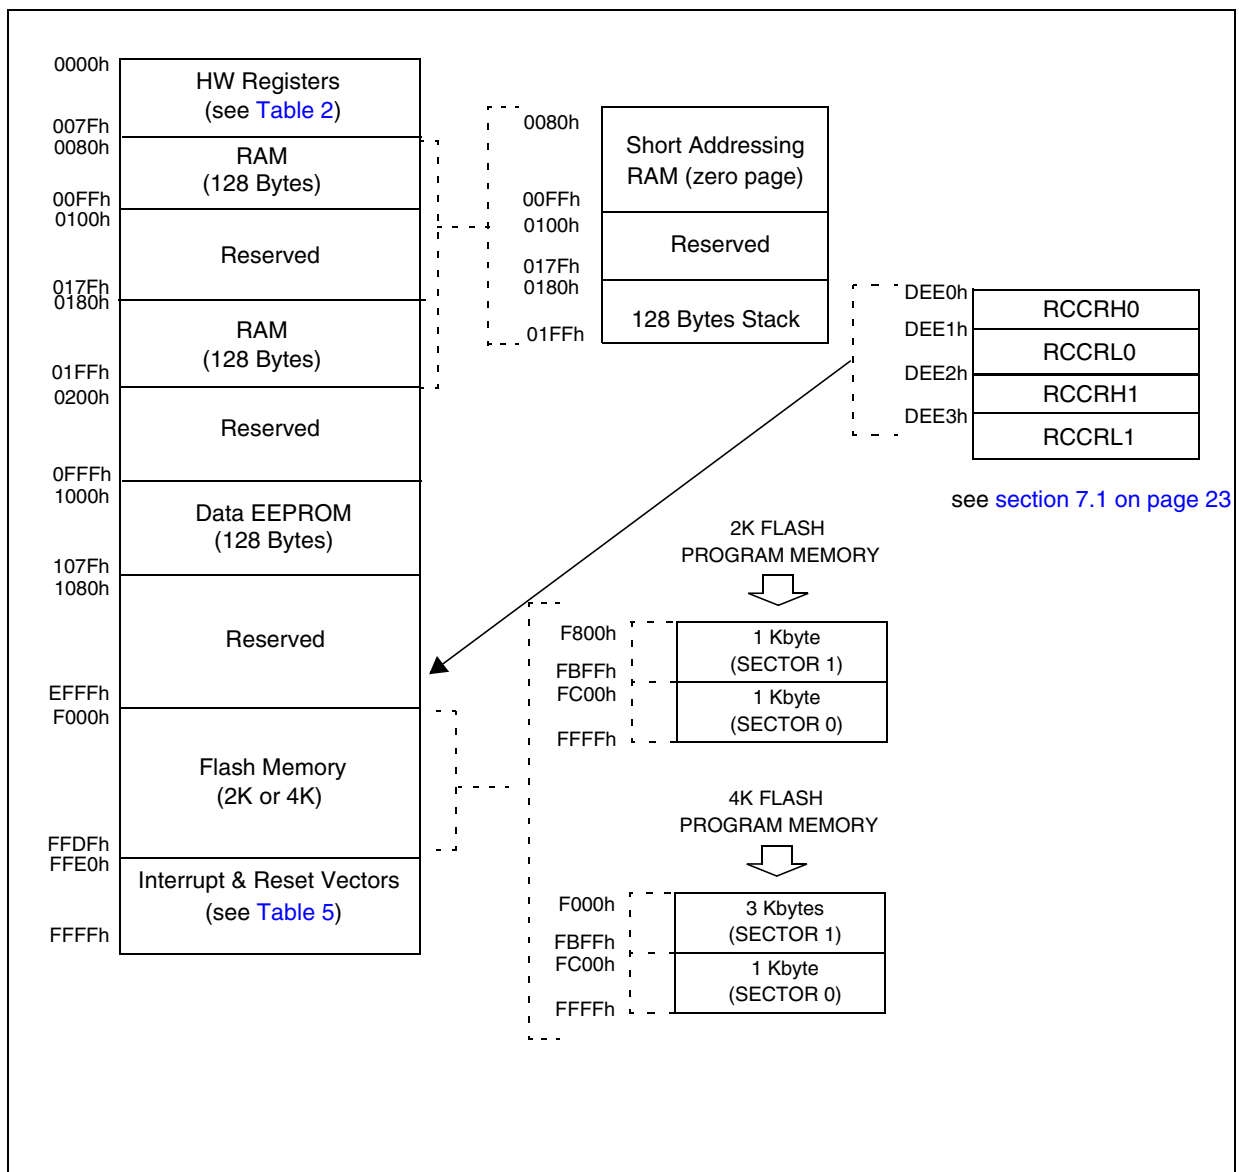 0000h
HW Registers
(see Table 2)
007Fh
0080h
RAM
(128 Bytes)
00FFh
0100h
Reserved
017Fh
0180h
RAM
(128 Bytes)
01FFh
0200h
Reserved
0FFFh
1000h
Data EEPROM
(128 Bytes)
107Fh
1080h
Reserved
EFFFh
F000h
Flash Memory
(2K or 4K)
FFDFh
FFE0h
Interrupt & Reset Vectors
(see Table 5)
FFFFh
0080h
Short Addressing
RAM (zero page)
00FFh
0100h
Reserved
017Fh
0180h
128 Bytes Stack
01FFh
DEE0h
RCCRH0
DEE1h
RCCRL0
DEE2h
RCCRH1
DEE3h
RCCRL1
see section 7.1 on page 23
2K FLASH
PROGRAM MEMORY
F800h
1 Kbyte
(SECTOR 1)
FBFFh
FC00h
1 Kbyte
(SECTOR 0)
FFFFh
4K FLASH
PROGRAM MEMORY
F000h
3 Kbytes
(SECTOR 1)
FBFFh
FC00h
1 Kbyte
(SECTOR 0)
FFFFh